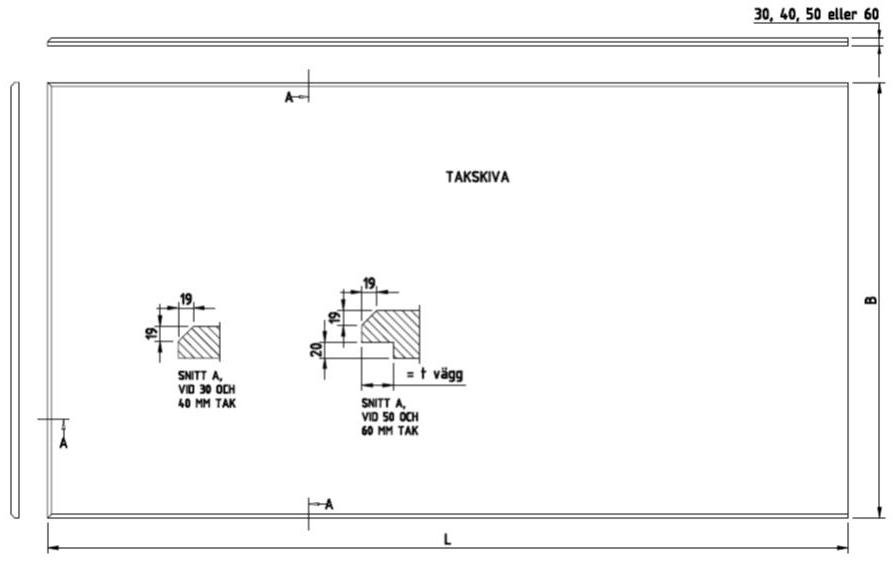 30, 40, 50 eller 60
A
TAKSKIVA
B
19
19
SNITT A,
VID 30 OCH
40 MM TAK
19
19
20
= t vägg
SNITT A,
VID 50 OCH
60 MM TAK
A
A
L